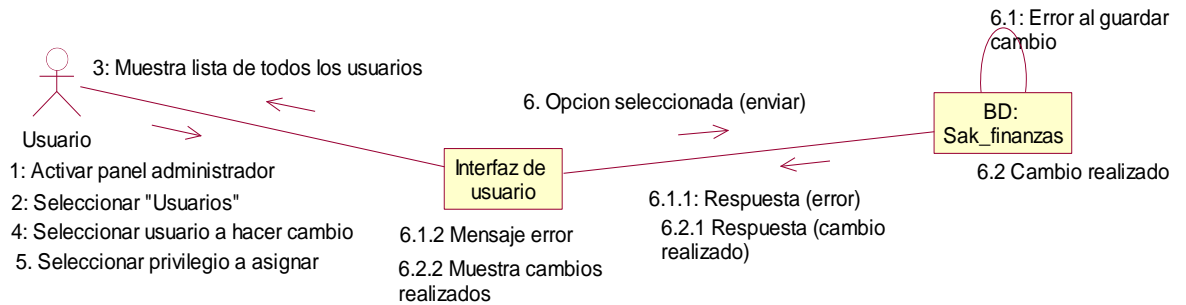 6.1: Error al guardar
cambio
3: Muestra lista de todos los usuarios
6. Opcion seleccionada (enviar)
BD:
Sak_finanzas
Usuario
1: Activar panel administrador
2: Seleccionar "Usuarios"
4: Seleccionar usuario a hacer cambio
5. Seleccionar privilegio a asignar
Interfaz de
usuario
6.2 Cambio realizado
6.1.1: Respuesta (error)
6.2.1 Respuesta (cambio
realizado)
6.1.2 Mensaje error
6.2.2 Muestra cambios
realizados